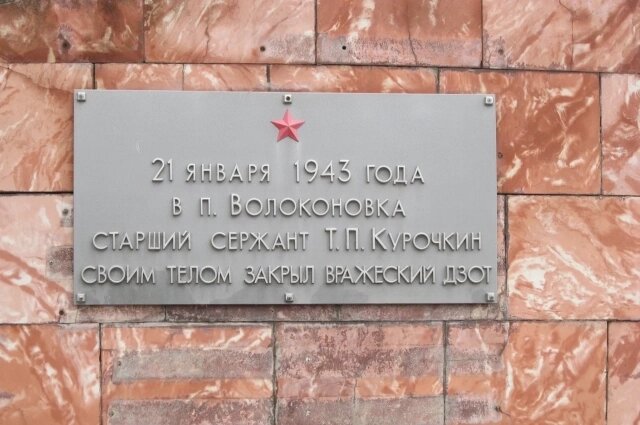 21 января 1943 года
в п. Волоконовка
старший сержант Т.П. Курочкин
своим телом закрыл вражеский дзот